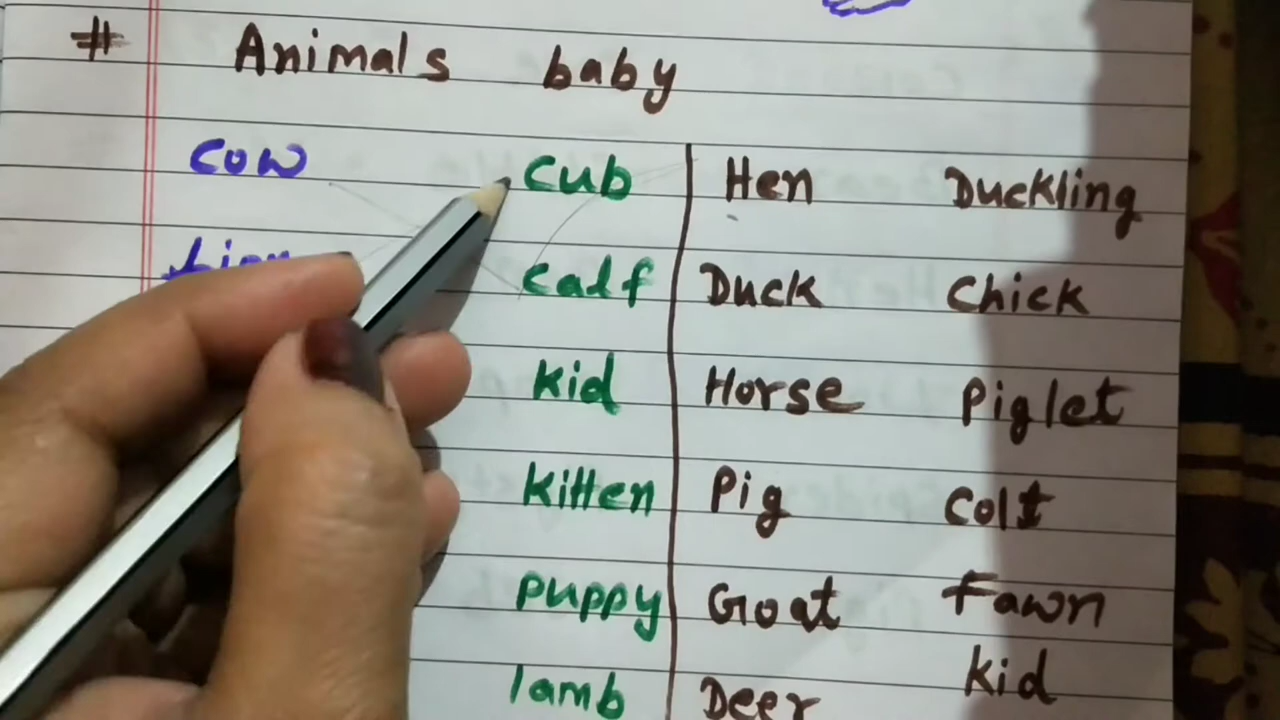 # Animals baby
Cow Cub Hen Duckling
Lion Calf Duck Chick
Kid Horse Piglet
Kitten Pig Colt
Puppy Goat Fawn
lamb Deer Kid